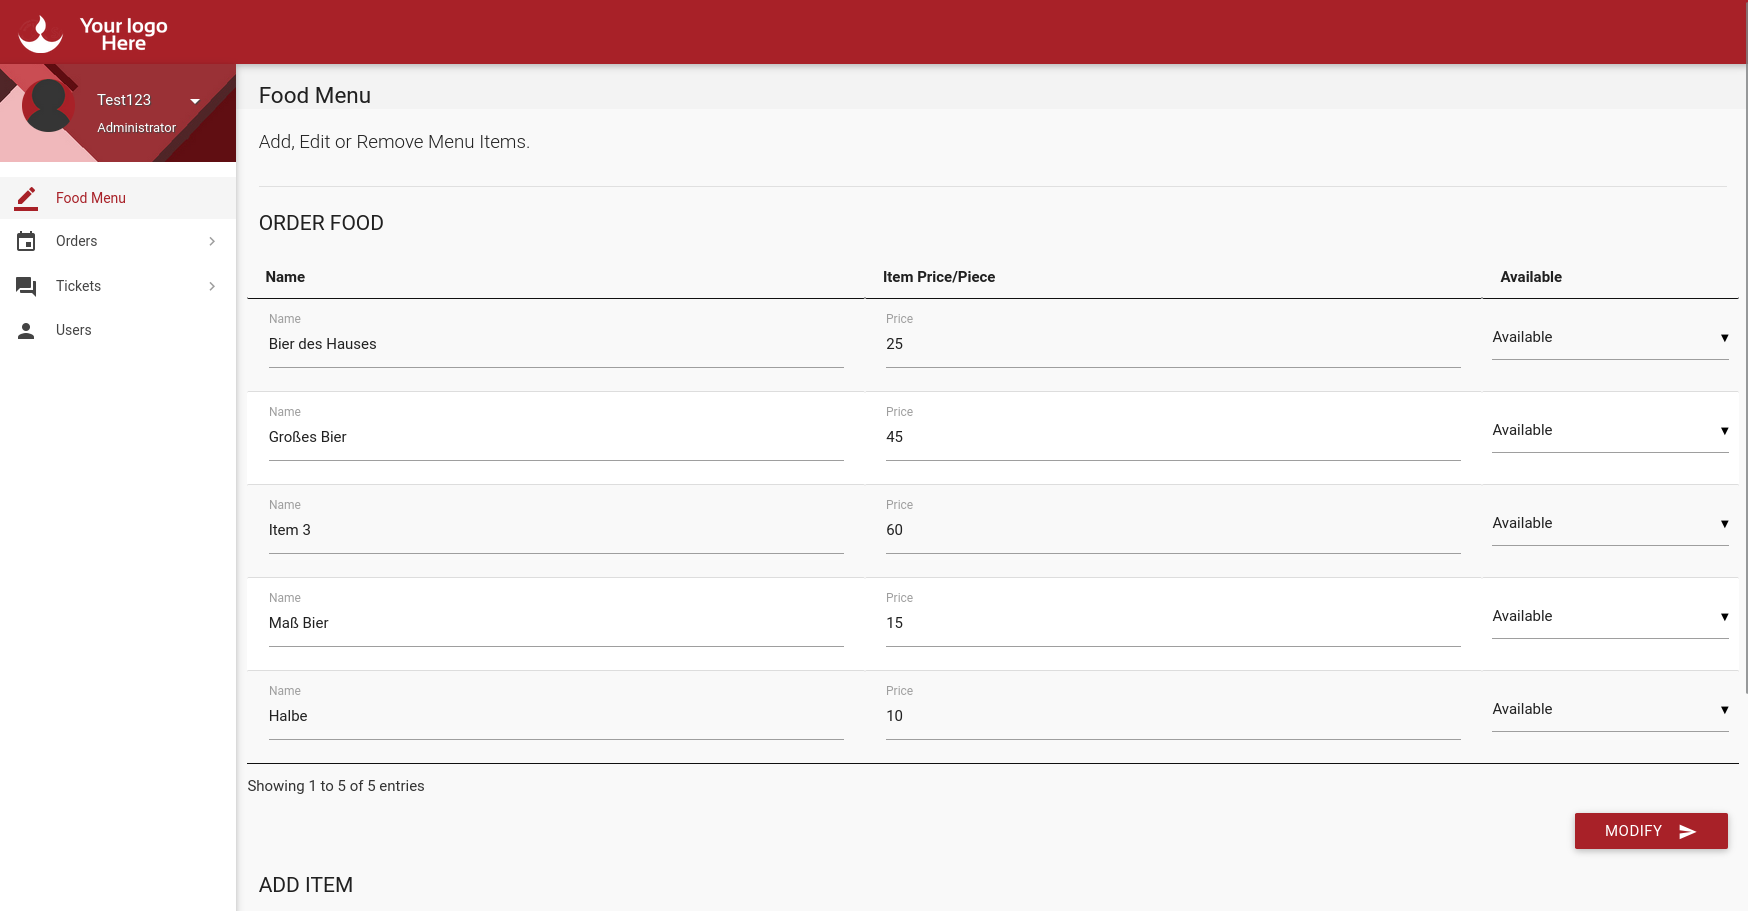 Your logo
Here
Test123
Administrator
Food Menu
Orders
Tickets
Users
Food Menu
Add, Edit or Remove Menu Items.
ORDER FOOD
Name Item Price/Piece Available
Name Price
Bier des Hauses 25 Available
Name Price
Großes Bier 45 Available
Name Price
Item 3 60 Available
Name Price
Maß Bier 15 Available
Name Price
Halbe 10 Available
Showing 1 to 5 of 5 entries
MODIFY
ADD ITEM